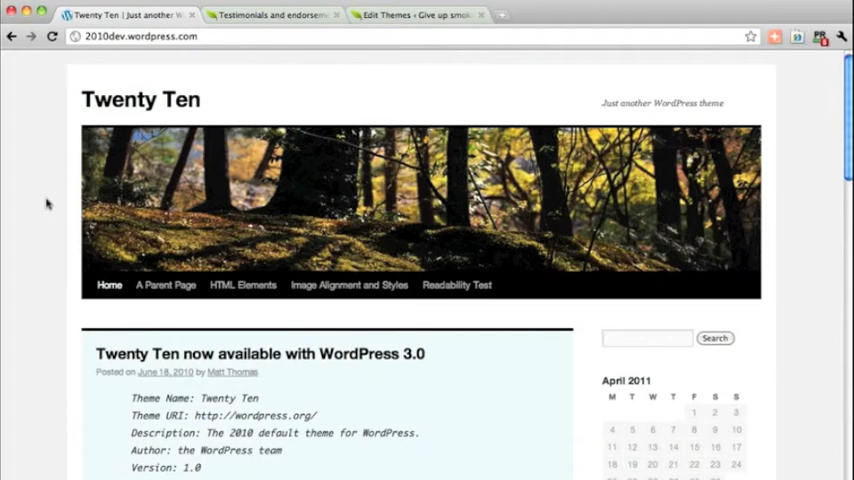 Twenty Ten | Just another W
Testimonials and endorsem
Edit Themes ‹ Give up smok
2010dev.wordpress.com
PR
Twenty Ten
Just another WordPress theme
Home A Parent Page HTML Elements Image Alignment and Styles Readability Test
Twenty Ten now available with WordPress 3.0
Posted on June 18, 2010 by Matt Thomas
Theme Name: Twenty Ten
Theme URI: http://wordpress.org/
Description: The 2010 default theme for WordPress.
Author: the WordPress team
Version: 1.0
Search
April 2011
M T W T F S S
1 2 3
4 5 6 7 8 9 10
11 12 13 14 15 16 17
18 19 20 21 22 23 24